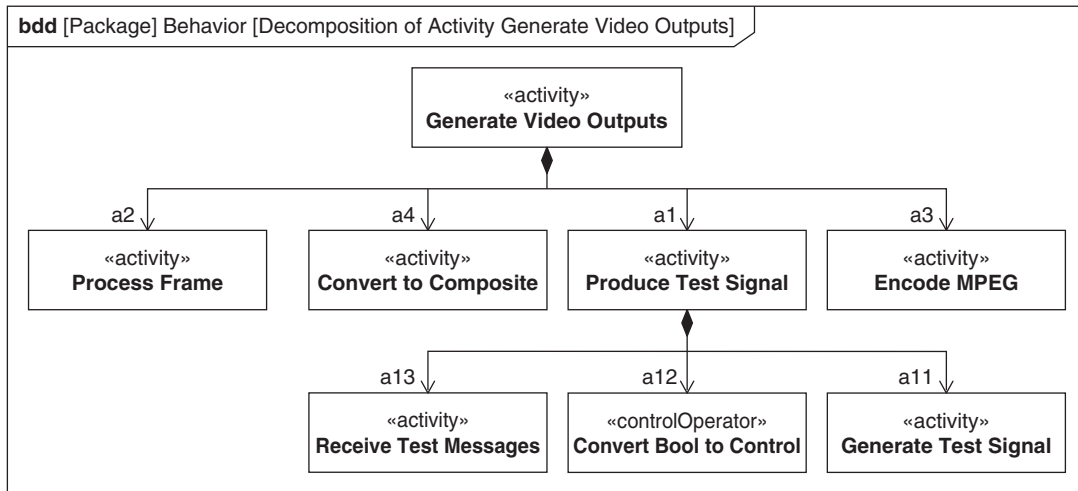 bdd [Package] Behavior [Decomposition of Activity Generate Video Outputs]
«activity»
Generate Video Outputs
a2
a4
a1
a3
«activity»
Process Frame
«activity»
Convert to Composite
«activity»
Produce Test Signal
«activity»
Encode MPEG
a13
a12
a11
«activity»
Receive Test Messages
«controlOperator»
Convert Bool to Control
«activity»
Generate Test Signal